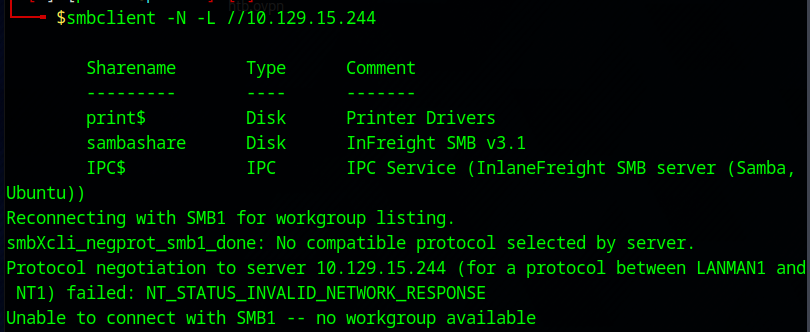 $smbclient -N -L //10.129.15.244
Sharename Type Comment
--------- ---- -------
print$ Disk Printer Drivers
sambashare Disk InFreight SMB v3.1
IPC$ IPC IPC Service (InlaneFreight SMB server (Samba,
Ubuntu))
Reconnecting with SMB1 for workgroup listing.
smbXcli_negprot_smb1_done: No compatible protocol selected by server.
Protocol negotiation to server 10.129.15.244 (for a protocol between LANMAN1 and
NT1) failed: NT_STATUS_INVALID_NETWORK_RESPONSE
Unable to connect with SMB1 -- no workgroup available